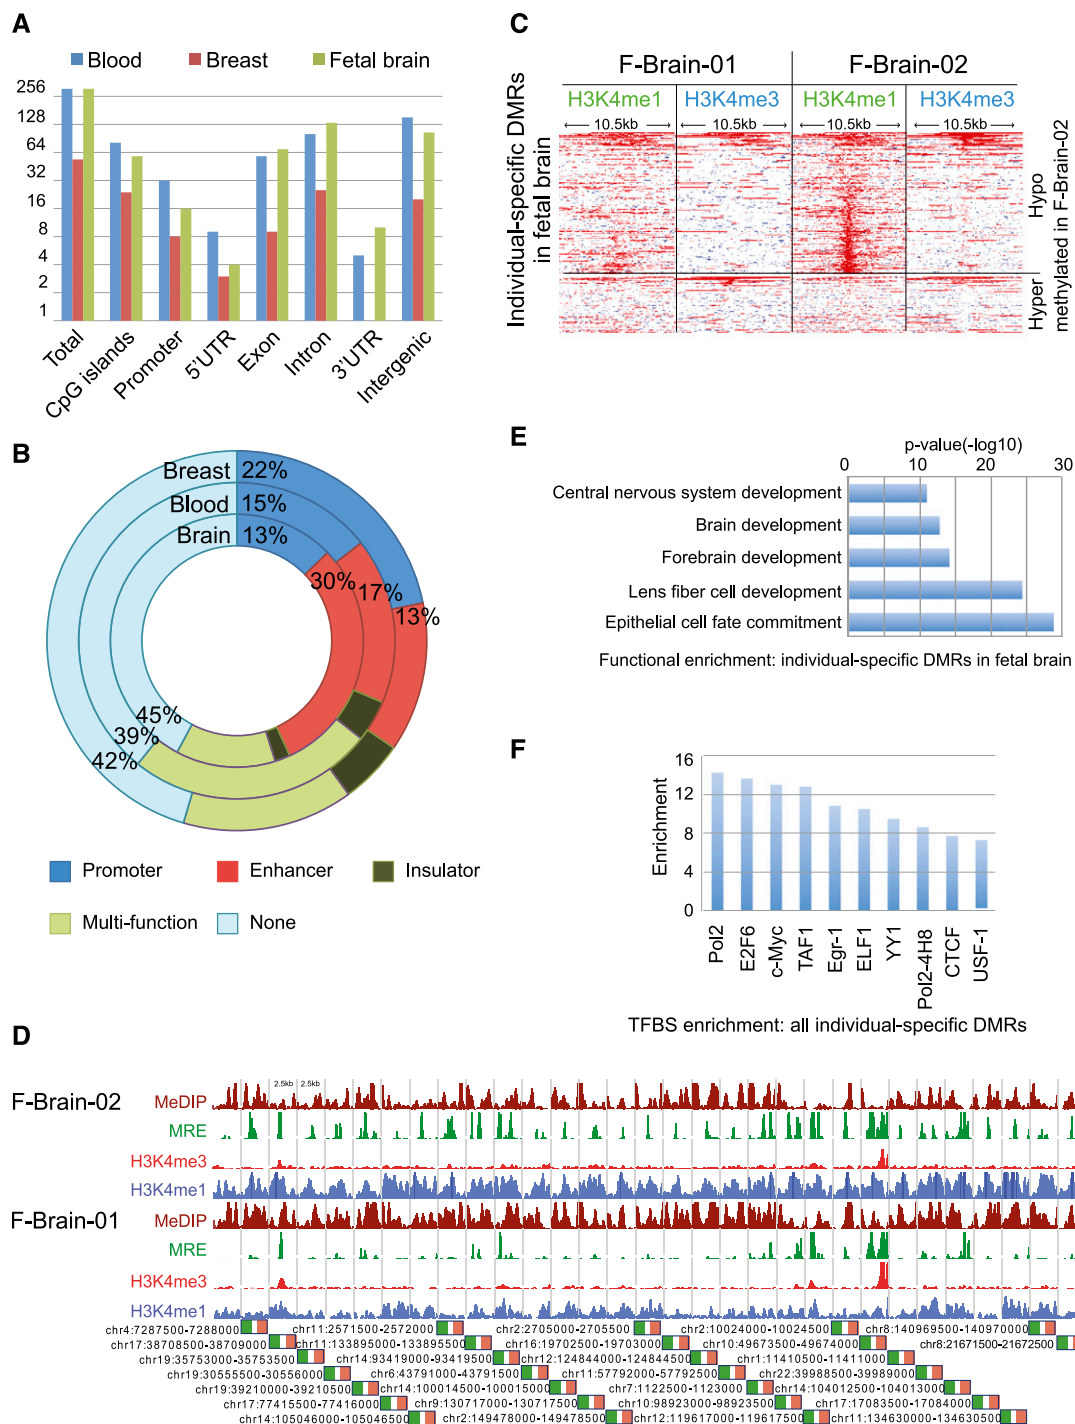 A
Blood
Breast
Fetal brain
256
128
64
32
16
8
4
2
1
Total
CpG islands
Promoter
5'UTR
Exon
Intron
3'UTR
Intergenic
B
Breast 22%
Blood 15%
Brain 13%
30%
17%
13%
45%
39%
42%
Promoter
Enhancer
Insulator
Multi-function
None
C
F-Brain-01
F-Brain-02
H3K4me1
H3K4me3
H3K4me1
H3K4me3
10.5kb
10.5kb
10.5kb
10.5kb
Individual-specific DMRs
in fetal brain
Hypo
Hyper
methylated in F-Brain-02
E
p-value(-log10)
0
10
20
30
Central nervous system development
Brain development
Forebrain development
Lens fiber cell development
Epithelial cell fate commitment
Functional enrichment: individual-specific DMRs in fetal brain
F
Enrichment
16
12
8
4
0
Pol2
E2F6
c-Myc
TAF1
Egr-1
ELF1
YY1
Pol2-4H8
CTCF
USF-1
TFBS enrichment: all individual-specific DMRs
D
2.5kb
2.5kb
F-Brain-02
MeDIP
MRE
H3K4me3
H3K4me1
F-Brain-01
MeDIP
MRE
H3K4me3
H3K4me1
chr4:7287500-7288000
chr11:25715500-2572000
chr2:2705000-2705500
chr2:10024000-10024500
chr8:140969500-140970000
chr17:38708500-38709000
chr11:133895000-133895500
chr16:19702500-19703000
chr10:49673500-49674000
chr8:21671500-21672500
chr19:35753000-35753500
chr14:93419000-93419500
chr12:124844000-124844500
chr1:11410500-11411000
chr19:30555500-30556000
chr6:43791000-43791500
chr11:57792000-57792500
chr22:39988500-39989000
chr19:39210000-39210500
chr14:100014500-100015000
chr7:1122500-1123000
chr14:104012500-104013000
chr17:77415500-77416000
chr9:130717000-130717500
chr10:98923000-98923500
chr17:17083500-17084000
chr14:105046000-105046500
chr2:149478000-149478500
chr12:119617000-119617500
chr11:134630000-134630500